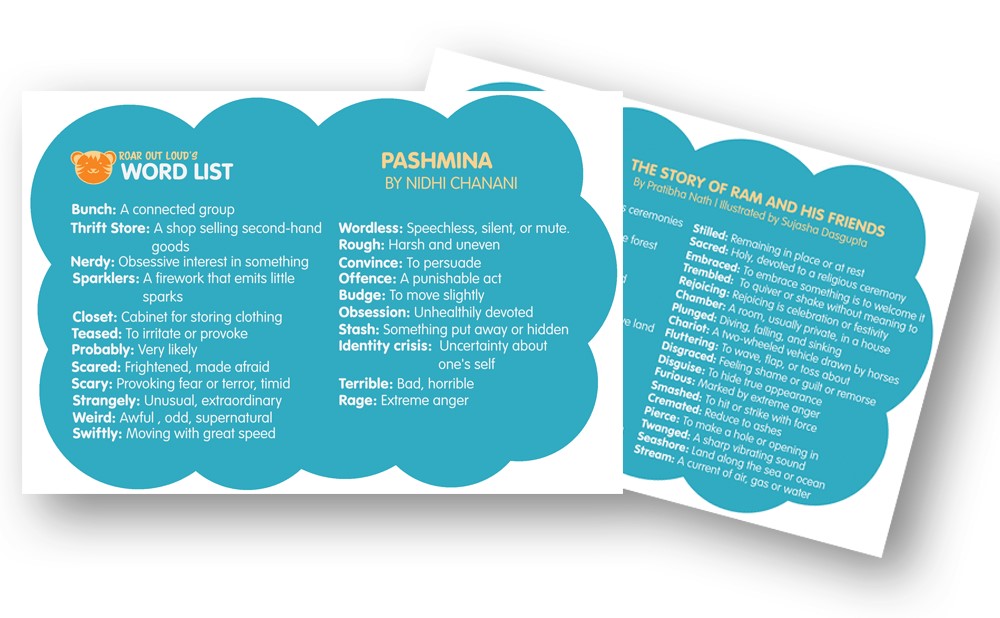 ROAR OUT LOUD'S
WORD LIST
Bunch: A connected group
Thrift Store: A shop selling second-hand
goods
Nerdy: Obsessive interest in something
Sparklers: A firework that emits little
sparks
Closet: Cabinet for storing clothing
Teased: To irritate or provoke
Probably: Very likely
Scared: Frightened, made afraid
Scary: Provoking fear or terror, timid
Strangely: Unusual, extraordinary
Weird: Awful , odd, supernatural
Swiftly: Moving with great speed
PASHMINA
BY NIDHI CHANANI
Wordless: Speechless, silent, or mute.
Rough: Harsh and uneven
Convince: To persuade
Offence: A punishable act
Budge: To move slightly
Obsession: Unhealthily devoted
Stash: Something put away or hidden
Identity crisis: Uncertainty about
one's self
Terrible: Bad, horrible
Rage: Extreme anger
ceremonies
forest
land
THE STORY OF RAM AND HIS FRIENDS
By Pratibha Nath I Illustrated by Sujasha Dasgupta
Stilled: Remaining in place or at rest
Sacred: Holy, devoted to a religious ceremony
Embraced: To embrace something is to welcome it
Trembled: To quiver or shake without meaning to
Rejoicing: Rejoicing is celebration or festivity
Chamber: A room, usually private, in a house
Plunged: Diving, falling, and sinking
Chariot: A two-wheeled vehicle drawn by horses
Fluttering: To wave, flap, or toss about
Disgraced: Feeling shame or guilt or remorse
Disguise: To hide true appearance
Furious: Marked by extreme anger
Smashed: To hit or strike with force
Cremated: Reduce to ashes
Pierce: To make a hole or opening in
Twanged: A sharp vibrating sound
Seashore: Land along the sea or ocean
Stream: A current of air, gas or water